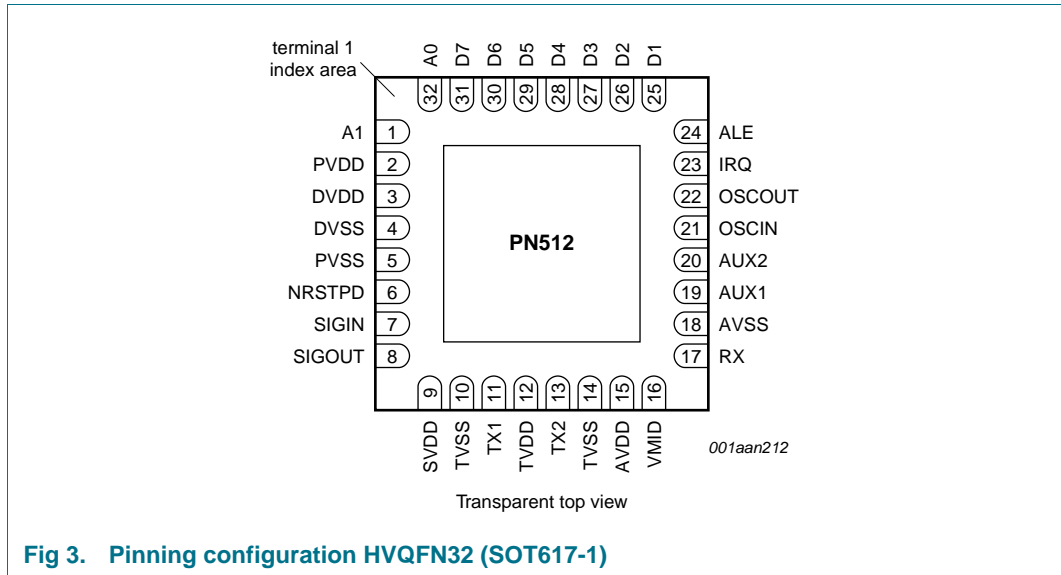 terminal 1
index area
A0
D7
D6
D5
D4
D3
D2
D1
32
31
30
29
28
27
26
25
A1 1
PVDD 2
DVDD 3
DVSS 4
PVSS 5
NRSTPD 6
SIGIN 7
SIGOUT 8
PN512
24 ALE
23 IRQ
22 OSCOUT
21 OSCIN
20 AUX2
19 AUX1
18 AVSS
17 RX
9
10
11
12
13
14
15
16
SVDD
TVSS
TX1
TVDD
TX2
TVSS
AVDD
VMID
001aan212
Transparent top view
Fig 3. Pinning configuration HVQFN32 (SOT617-1)